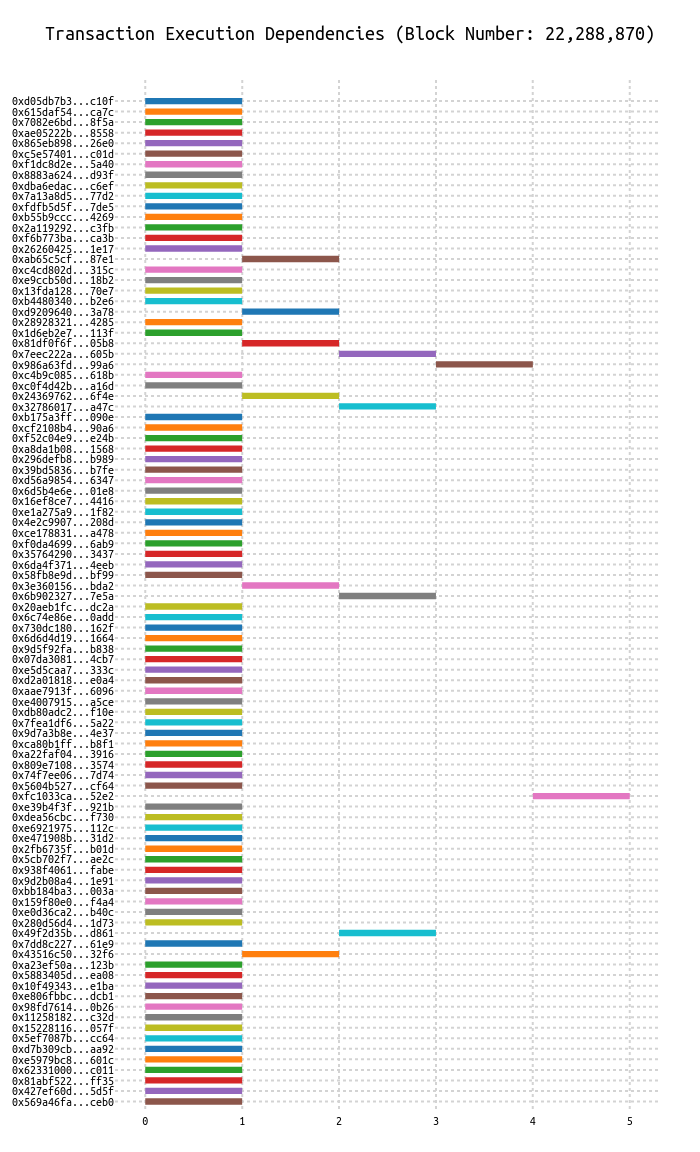 Transaction Execution Dependencies (Block Number: 22,288,870)
0xd05db7b3...c10f
0x615daf54...ca7c
0x7082e6bd...8f5a
0xae05222b...8558
0x865eb898...26e0
0xc5e57401...c01d
0xf1dc8d2e...5a40
0x8883a624...d93f
0xdba6edac...c6ef
0x7a13a8d5...77d2
0xfdfb5d5f...7de5
0xb55b9ccc...4269
0x2a119292...c3fb
0xf6b773ba...ca3b
0x26260425...1e17
0xab65c5cf...87e1
0xc4cd802d...315c
0xe9ccb50d...18b2
0x13fda128...70e7
0xb4480340...b2e6
0xd9209640...3a78
0x28928321...4285
0x1d6eb2e7...113f
0x81df0f6f...05b8
0x7eec222a...605b
0x986a63fd...99a6
0xc4b9c085...618b
0xc0f4d42b...a16d
0x24369762...6f4e
0x32786017...a47c
0xb175a3ff...090e
0xcf2108b4...90a6
0xf52c04e9...e24b
0xa8da1b08...1568
0x296defb8...b989
0x39bd5836...b7fe
0xd56a9854...6347
0x6d5b4e6e...01e8
0x16ef8ce7...4416
0xe1a275a9...1f82
0x4e2c9907...208d
0xce178831...a478
0xf0da4699...6ab9
0x35764290...3437
0x6da4f371...4eeb
0x58fb8e9d...bf99
0x3e360156...bda2
0x6b902327...7e5a
0x20aeb1fc...dc2a
0x6c74e86e...0add
0x730dc180...162f
0x6d6d4d19...1664
0x9d5f92fa...b838
0x07da3081...4cb7
0xe5d5caa7...333c
0xd2a01818...e0a4
0xaae7913f...6096
0xe4007915...a5ce
0xdb80adc2...f10e
0x7fea1df6...5a22
0x9d7a3b8e...4e37
0xca80b1ff...b8f1
0xa22faf04...3916
0x809e7108...3574
0x74f7ee06...7d74
0x5604b527...cf64
0xfc1033ca...52e2
0xe39b4f3f...921b
0xdea56cbc...f730
0xe6921975...112c
0xe471908b...31d2
0x2fb6735f...b01d
0x5cb702f7...ae2c
0x938f4061...fabe
0x9d2b08a4...1e91
0xbb184ba3...003a
0x159f80e0...f4a4
0xe0d36ca2...b40c
0x280d56d4...1d73
0x49f2d35b...d861
0x7dd8c227...61e9
0x43516c50...32f6
0xa23ef50a...123b
0x5883405d...ea08
0x10f49343...e1ba
0xe806fbbc...dcb1
0x98fd7614...0b26
0x11258182...c32d
0x15228116...057f
0x5ef7087b...cc64
0xd7b309cb...aa92
0xe5979bc8...601c
0x62331000...c011
0x81abf522...ff35
0x427ef60d...5d5f
0x569a46fa...ceb0
0 1 2 3 4 5